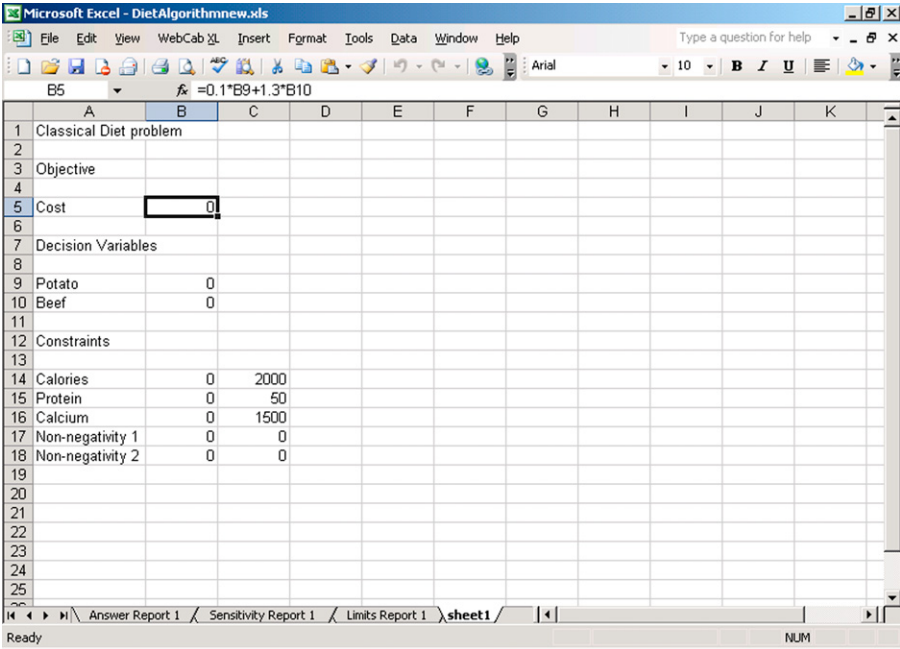 Microsoft Excel - DietAlgorithmnew.xls
File Edit View WebCab XL Insert Format Tools Data Window Help Type a question for help
Arial 10 B I U
B5 fx =0.1*B9+1.3*B10
A B C D E F G H I J K
1 Classical Diet problem
2
3 Objective
4
5 Cost 0
6
7 Decision Variables
8
9 Potato 0
10 Beef 0
11
12 Constraints
13
14 Calories 0 2000
15 Protein 0 50
16 Calcium 0 1500
17 Non-negativity 1 0 0
18 Non-negativity 2 0 0
19
20
21
22
23
24
25
Answer Report 1 Sensitivity Report 1 Limits Report 1 sheet1
Ready NUM